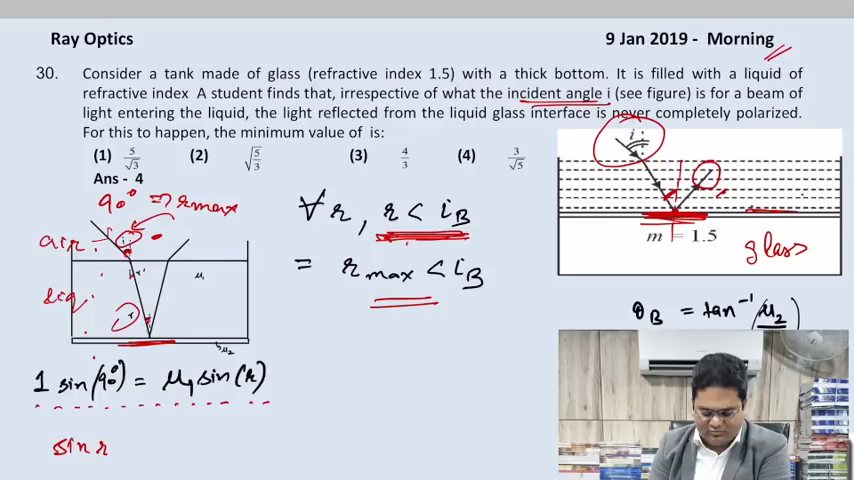 Ray Optics
9 Jan 2019 - Morning
30. Consider a tank made of glass (refractive index 1.5) with a thick bottom. It is filled with a liquid of
refractive index A student finds that, irrespective of what the incident angle i (see figure) is for a beam of
light entering the liquid, the light reflected from the liquid glass interface is never completely polarized.
For this to happen, the minimum value of is:
(1) 5/√3 (2) √(5/3) (3) 4/3 (4) 3/√5
Ans - 4
90° ⇒ rmax
∀r, r < iB
= rmax < iB
air
liq
r
μ1
μ2
i
m = 1.5
glass
θB = tan⁻¹(μ2)
1 sin(90°) = μ1 sin(r)
sin r